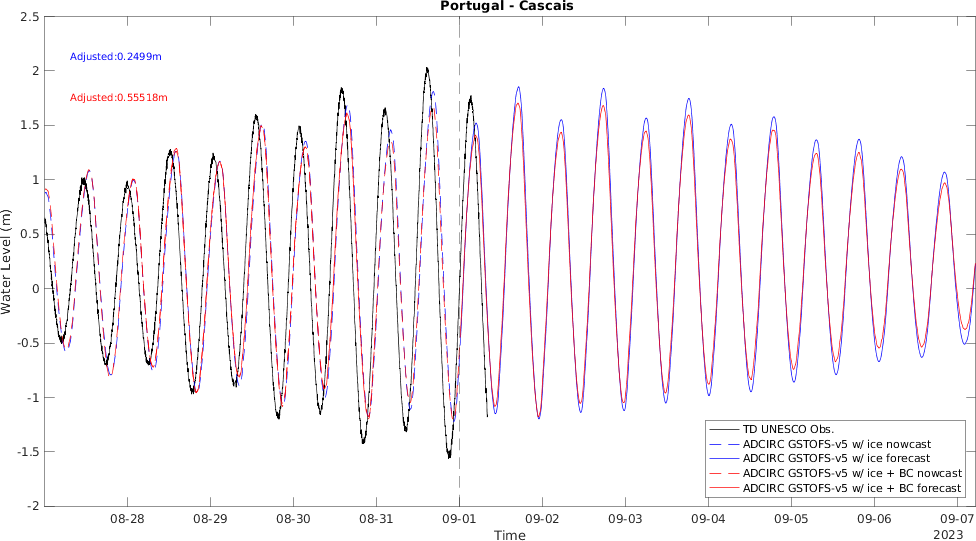 Portugal - Cascais
2.5
2
1.5
1
0.5
0
-0.5
-1
-1.5
-2
Water Level (m)
Adjusted:0.2499m
Adjusted:0.55518m
TD UNESCO Obs.
ADCIRC GSTOFS-v5 w/ ice nowcast
ADCIRC GSTOFS-v5 w/ ice forecast
ADCIRC GSTOFS-v5 w/ ice + BC nowcast
ADCIRC GSTOFS-v5 w/ ice + BC forecast
08-28 08-29 08-30 08-31 09-01 09-02 09-03 09-04 09-05 09-06 09-07
Time
2023